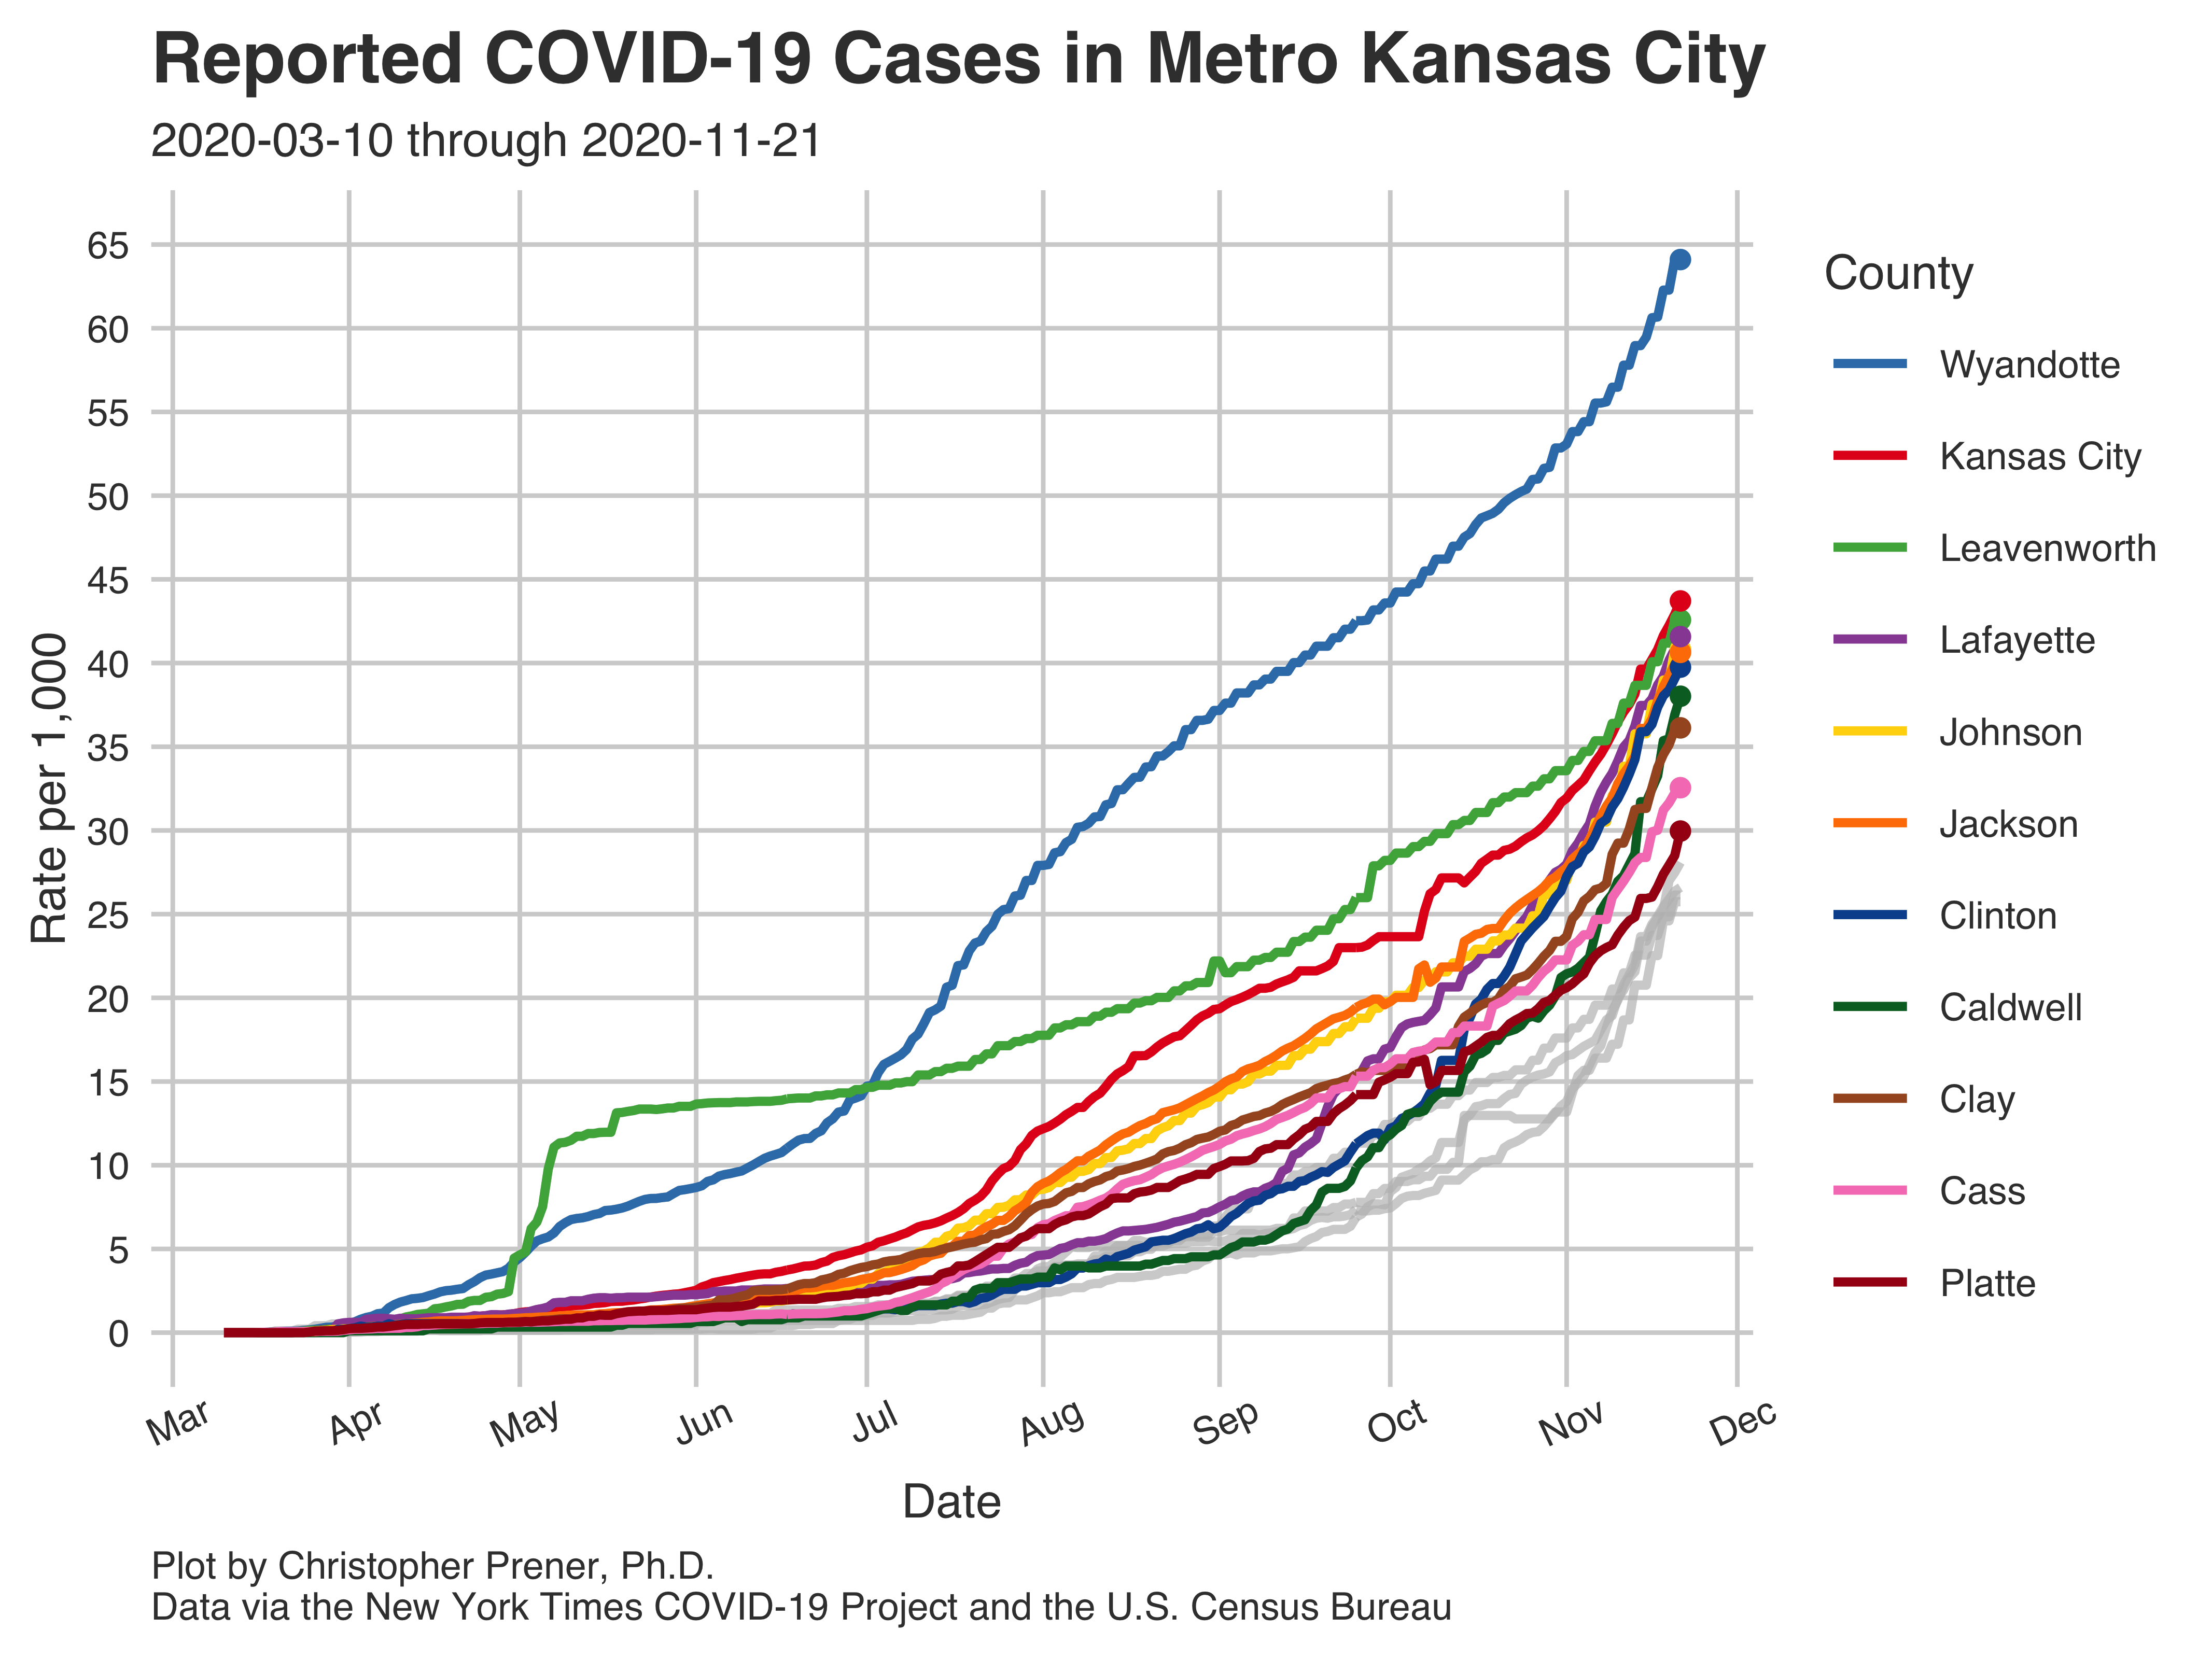 Reported COVID-19 Cases in Metro Kansas City
2020-03-10 through 2020-11-21
65
60
55
50
45
40
35
30
25
20
15
10
5
0
Rate per 1,000
Mar
Apr
May
Jun
Jul
Aug
Sep
Oct
Nov
Dec
Date
County
Wyandotte
Kansas City
Leavenworth
Lafayette
Johnson
Jackson
Clinton
Caldwell
Clay
Cass
Platte
Plot by Christopher Prener, Ph.D.
Data via the New York Times COVID-19 Project and the U.S. Census Bureau